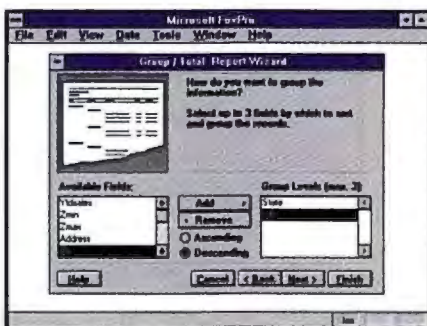 Microsoft FoxPro
File Edit View Data Tools Window Help
Group / Total Report Wizard
How do you want to group the
information?
Select up to 3 fields by which to sort
and group the records.
Available Fields:
Ytdsales
Zmin
Zmax
Address
Add
Remove
Ascending
Descending
Group Levels (max. 3):
State
Help
Cancel
< Back
Next >
Finish